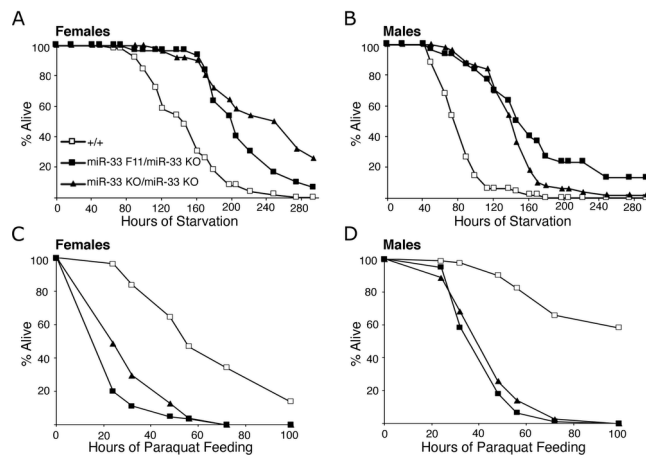 A
Females
% Alive
100
80
60
40
20
+/+
miR-33 F11/miR-33 KO
miR-33 KO/miR-33 KO
0 40 80 120 160 200 240 280
Hours of Starvation
B
Males
% Alive
100
80
60
40
20
0 40 80 120 160 200 240 280
Hours of Starvation
C
Females
% Alive
100
80
60
40
20
0 20 40 60 80 100
Hours of Paraquat Feeding
D
Males
% Alive
100
80
60
40
20
0 20 40 60 80 100
Hours of Paraquat Feeding